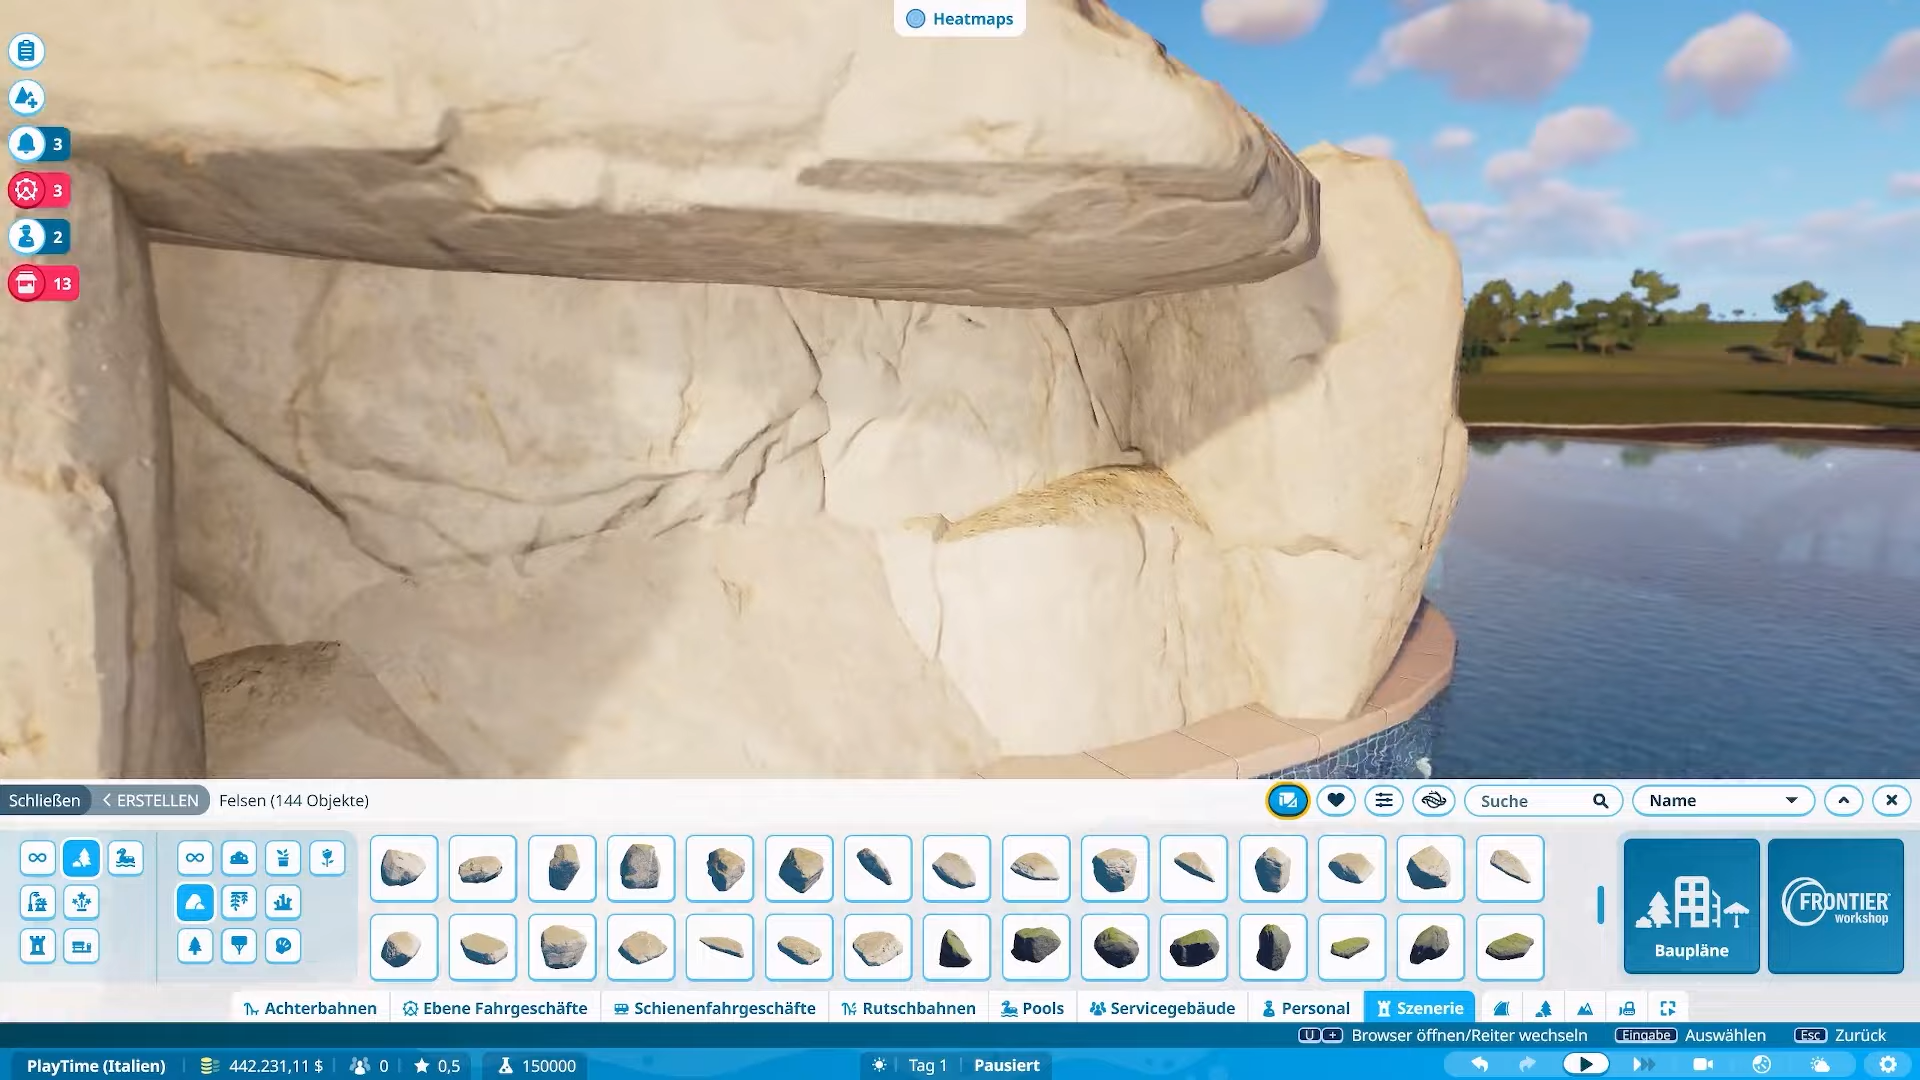 Heatmaps
3
3
2
13
Schließen
ERSTELLEN
Felsen (144 Objekte)
Suche
Name
Baupläne
FRONTIER
workshop
Achterbahnen
Ebene Fahrgeschäfte
Schienenfahrgeschäfte
Rutschbahnen
Pools
Servicegebäude
Personal
Szenerie
U + Browser öffnen/Reiter wechseln
Eingabe Auswählen
Esc Zurück
PlayTime (Italien)
442.231,11 $
0
0,5
150000
Tag 1
Pausiert